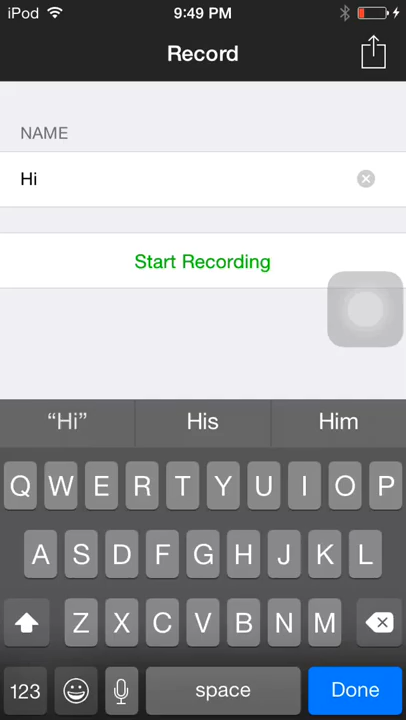 iPod 9:49 PM
Record
NAME
Hi
Start Recording
“Hi” His Him
Q W E R T Y U I O P
A S D F G H J K L
Z X C V B N M
123 space Done